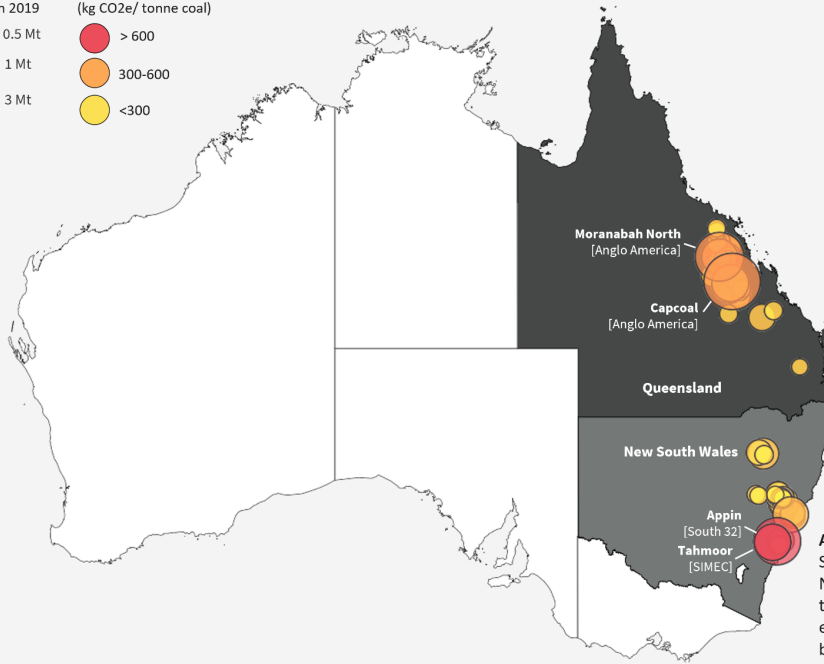 n 2019
(kg CO2e/ tonne coal)
0.5 Mt
> 600
1 Mt
300-600
3 Mt
<300
Moranabah North
[Anglo America]
Capcoal
[Anglo America]
Queensland
New South Wales
Appin
[South 32]
Tahmoor
[SIMEC]
A
S
N
t
e
b